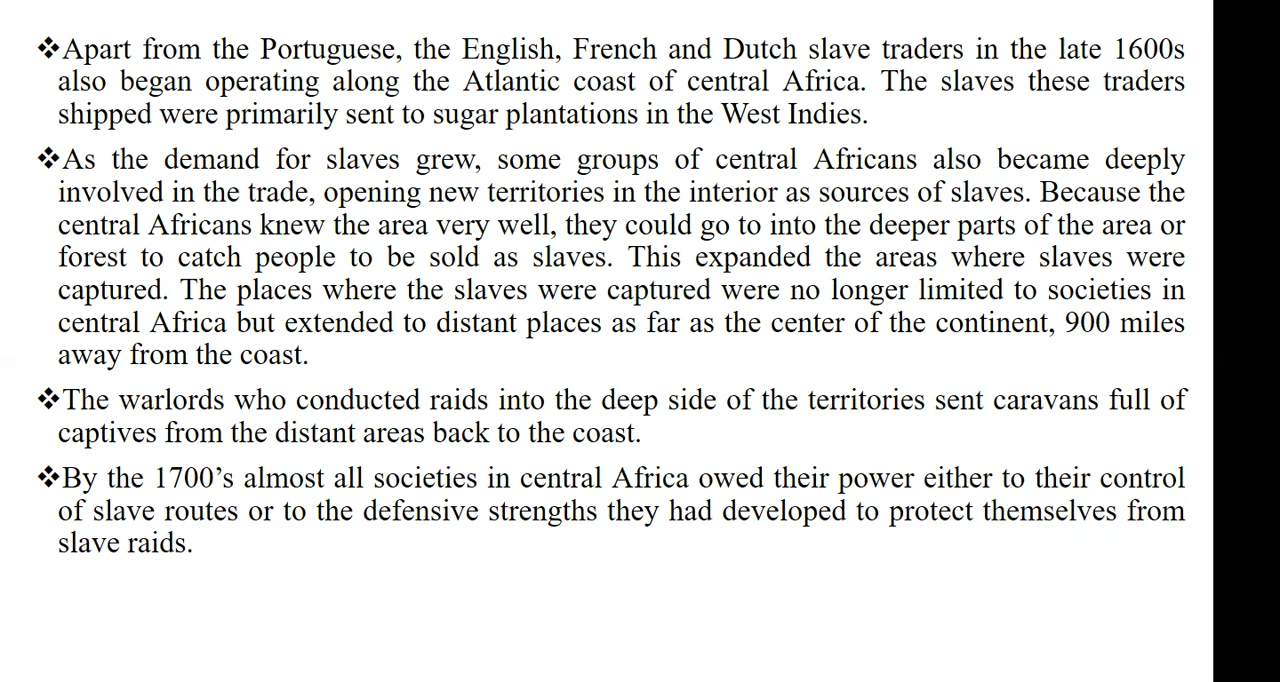 ❖Apart from the Portuguese, the English, French and Dutch slave traders in the late 1600s
also began operating along the Atlantic coast of central Africa. The slaves these traders
shipped were primarily sent to sugar plantations in the West Indies.
❖As the demand for slaves grew, some groups of central Africans also became deeply
involved in the trade, opening new territories in the interior as sources of slaves. Because the
central Africans knew the area very well, they could go to into the deeper parts of the area or
forest to catch people to be sold as slaves. This expanded the areas where slaves were
captured. The places where the slaves were captured were no longer limited to societies in
central Africa but extended to distant places as far as the center of the continent, 900 miles
away from the coast.
❖The warlords who conducted raids into the deep side of the territories sent caravans full of
captives from the distant areas back to the coast.
❖By the 1700’s almost all societies in central Africa owed their power either to their control
of slave routes or to the defensive strengths they had developed to protect themselves from
slave raids.